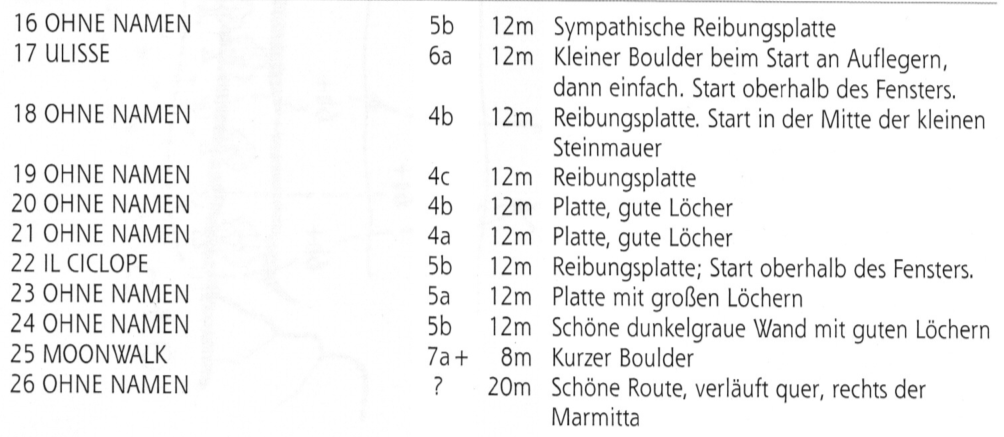 16 OHNE NAMEN 5b 12m Sympathische Reibungsplatte
17 ULISSE 6a 12m Kleiner Boulder beim Start an Auflegern,
dann einfach. Start oberhalb des Fensters.
18 OHNE NAMEN 4b 12m Reibungsplatte. Start in der Mitte der kleinen
Steinmauer
19 OHNE NAMEN 4c 12m Reibungsplatte
20 OHNE NAMEN 4b 12m Platte, gute Löcher
21 OHNE NAMEN 4a 12m Platte, gute Löcher
22 IL CICLOPE 5b 12m Reibungsplatte; Start oberhalb des Fensters.
23 OHNE NAMEN 5a 12m Platte mit großen Löchern
24 OHNE NAMEN 5b 12m Schöne dunkelgraue Wand mit guten Löchern
25 MOONWALK 7a+ 8m Kurzer Boulder
26 OHNE NAMEN ? 20m Schöne Route, verläuft quer, rechts der
Marmitta